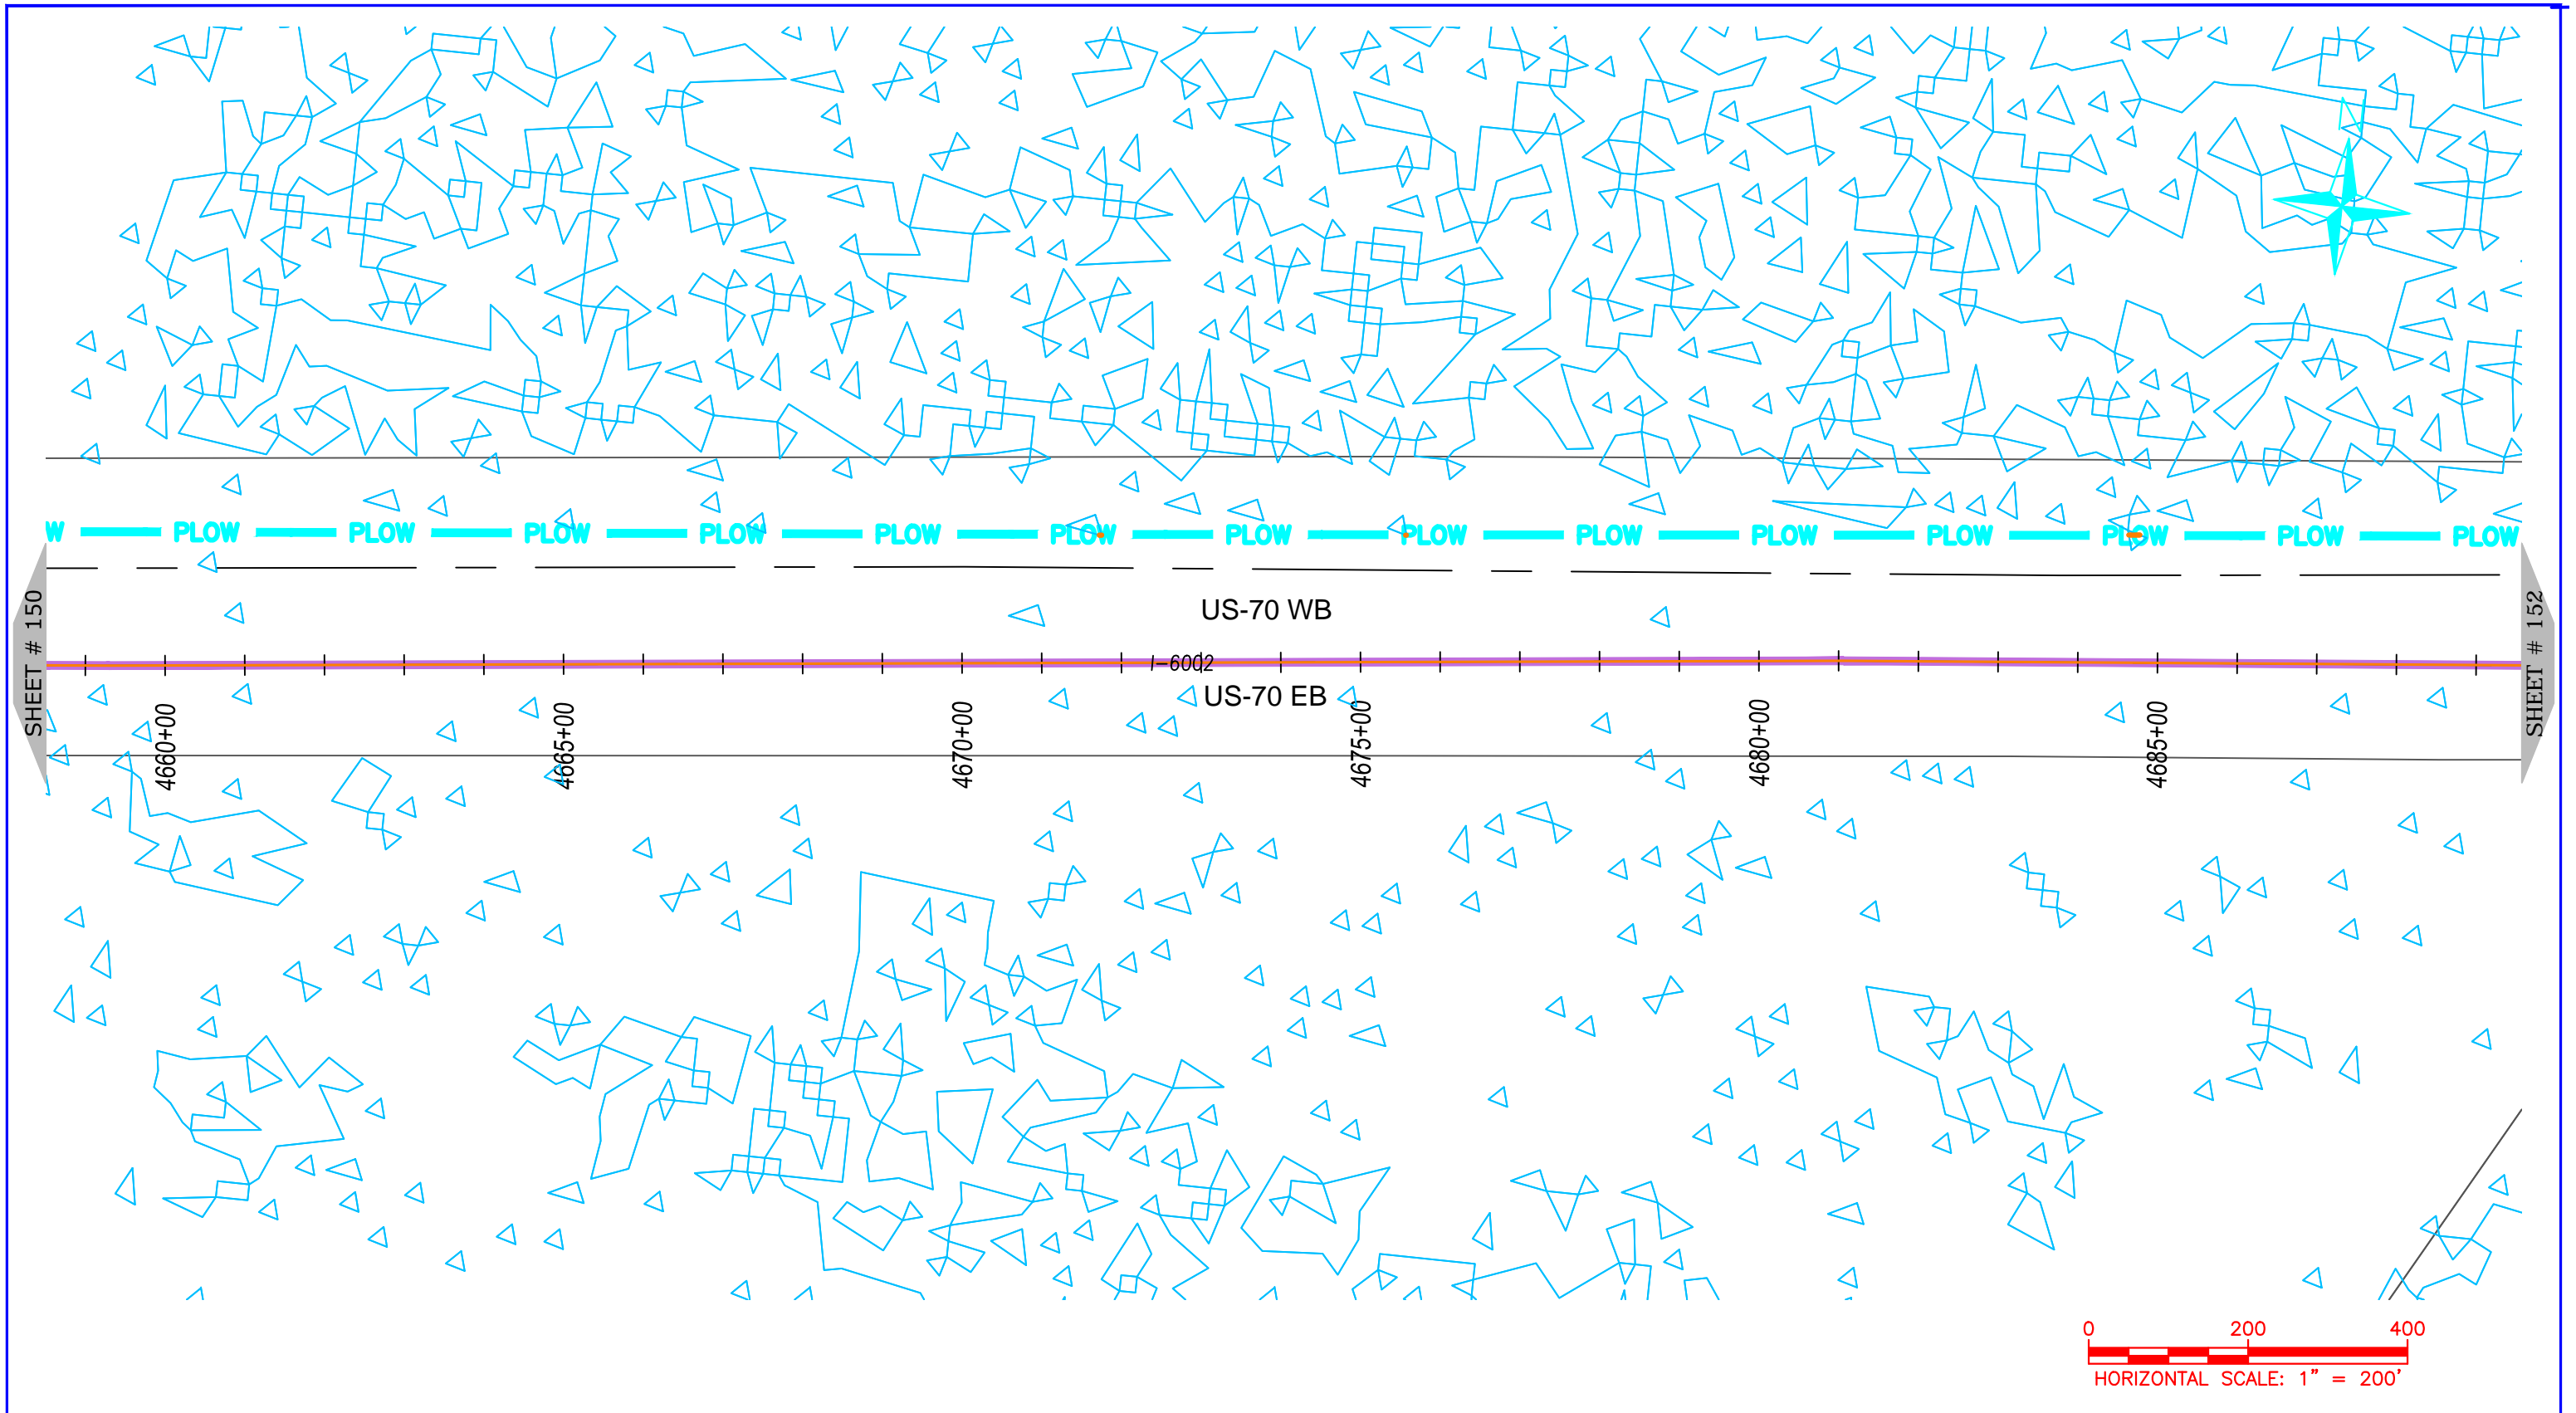 N
W PLOW PLOW PLOW PLOW PLOW PLOW PLOW PLOW PLOW PLOW PLOW PLOW PLOW PLOW
SHEET # 150
US-70 WB
SHEET # 152
I-6002
US-70 EB
4660+00 4665+00 4670+00 4675+00 4680+00 4685+00
0 200 400
HORIZONTAL SCALE: 1" = 200'